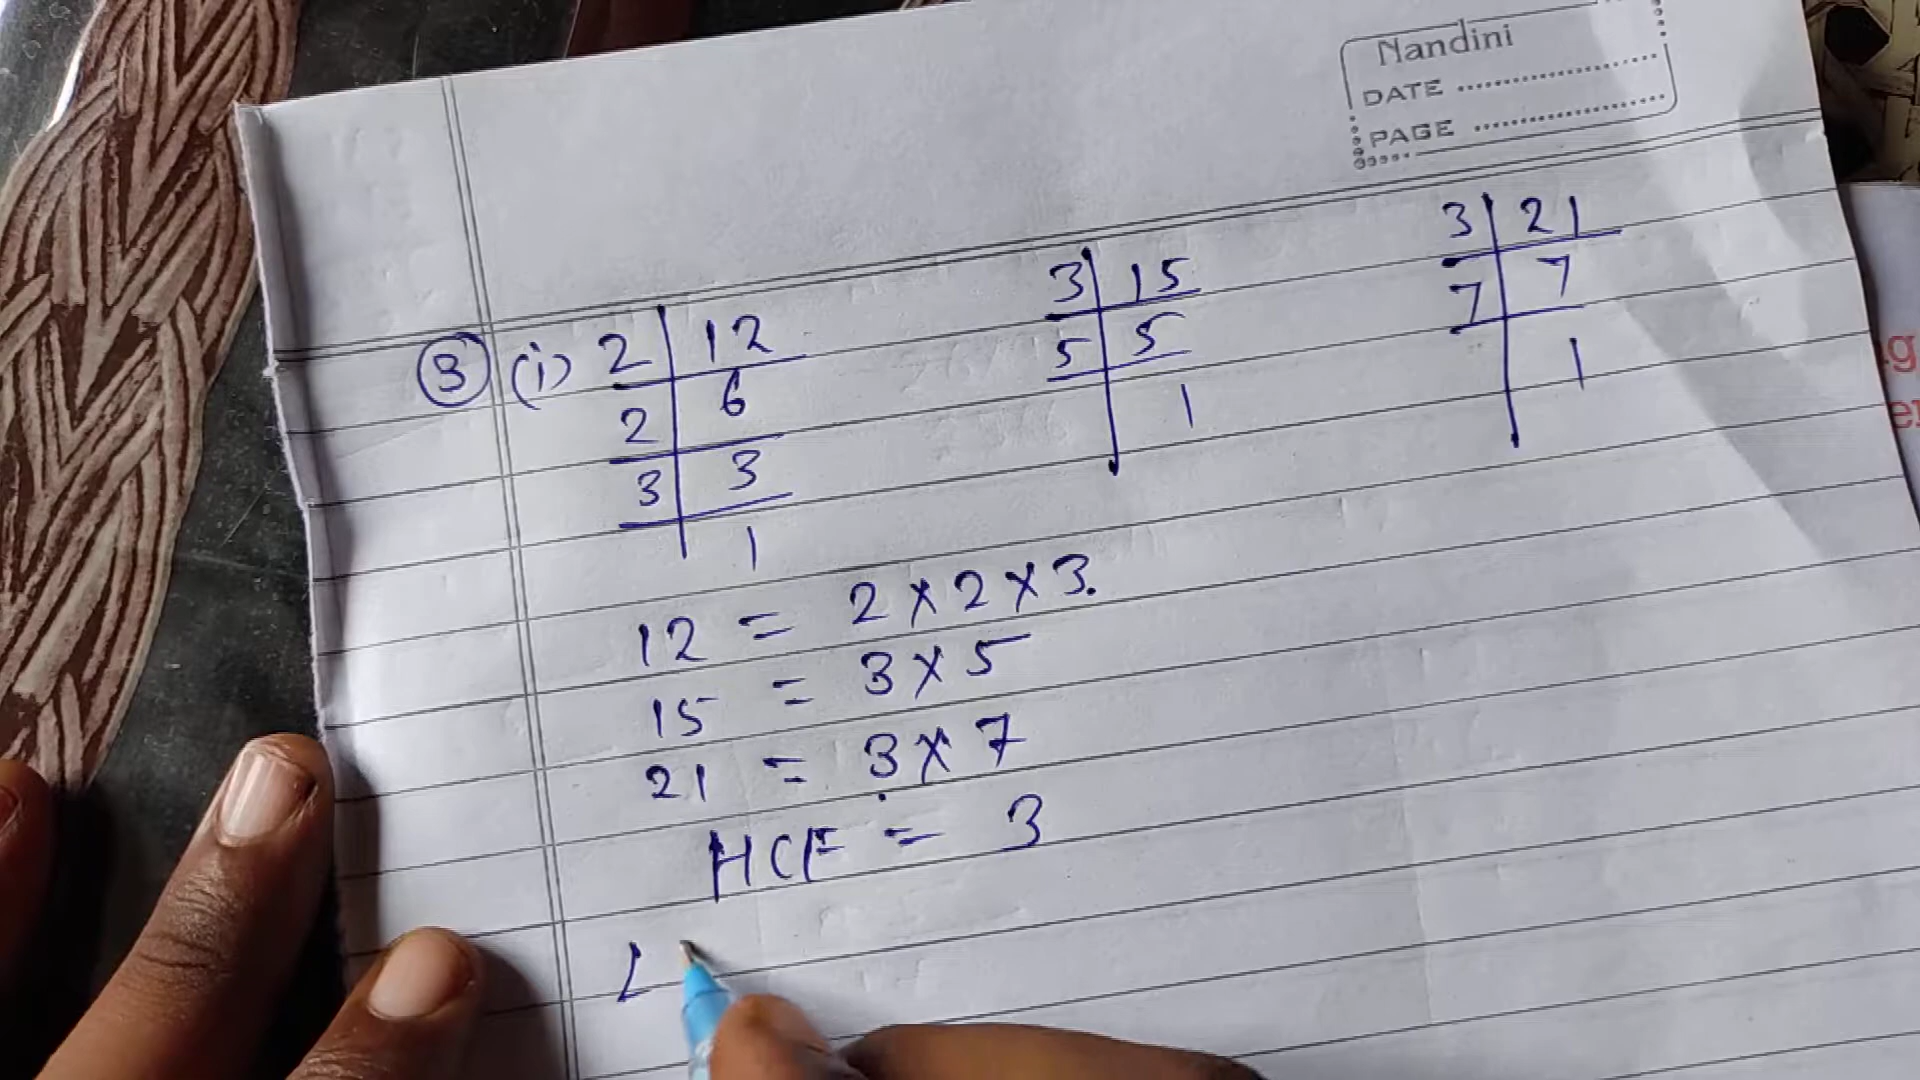 Nandini
DATE
PAGE
③ (i) 2 | 12
2 | 6
3 | 3
1
3 | 15
5 | 5
1
3 | 21
7 | 7
1
12 = 2 × 2 × 3.
15 = 3 × 5
21 = 3 × 7
HCF = 3
L